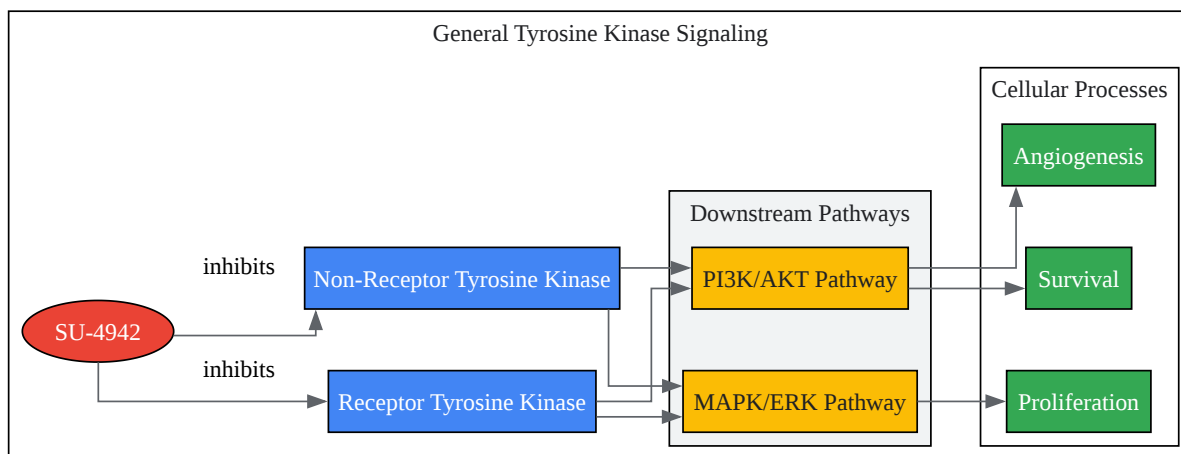 General Tyrosine Kinase Signaling
Cellular Processes
Angiogenesis
Downstream Pathways
inhibits
Non-Receptor Tyrosine Kinase
PI3K/AKT Pathway
Survival
SU-4942
inhibits
Receptor Tyrosine Kinase
MAPK/ERK Pathway
Proliferation